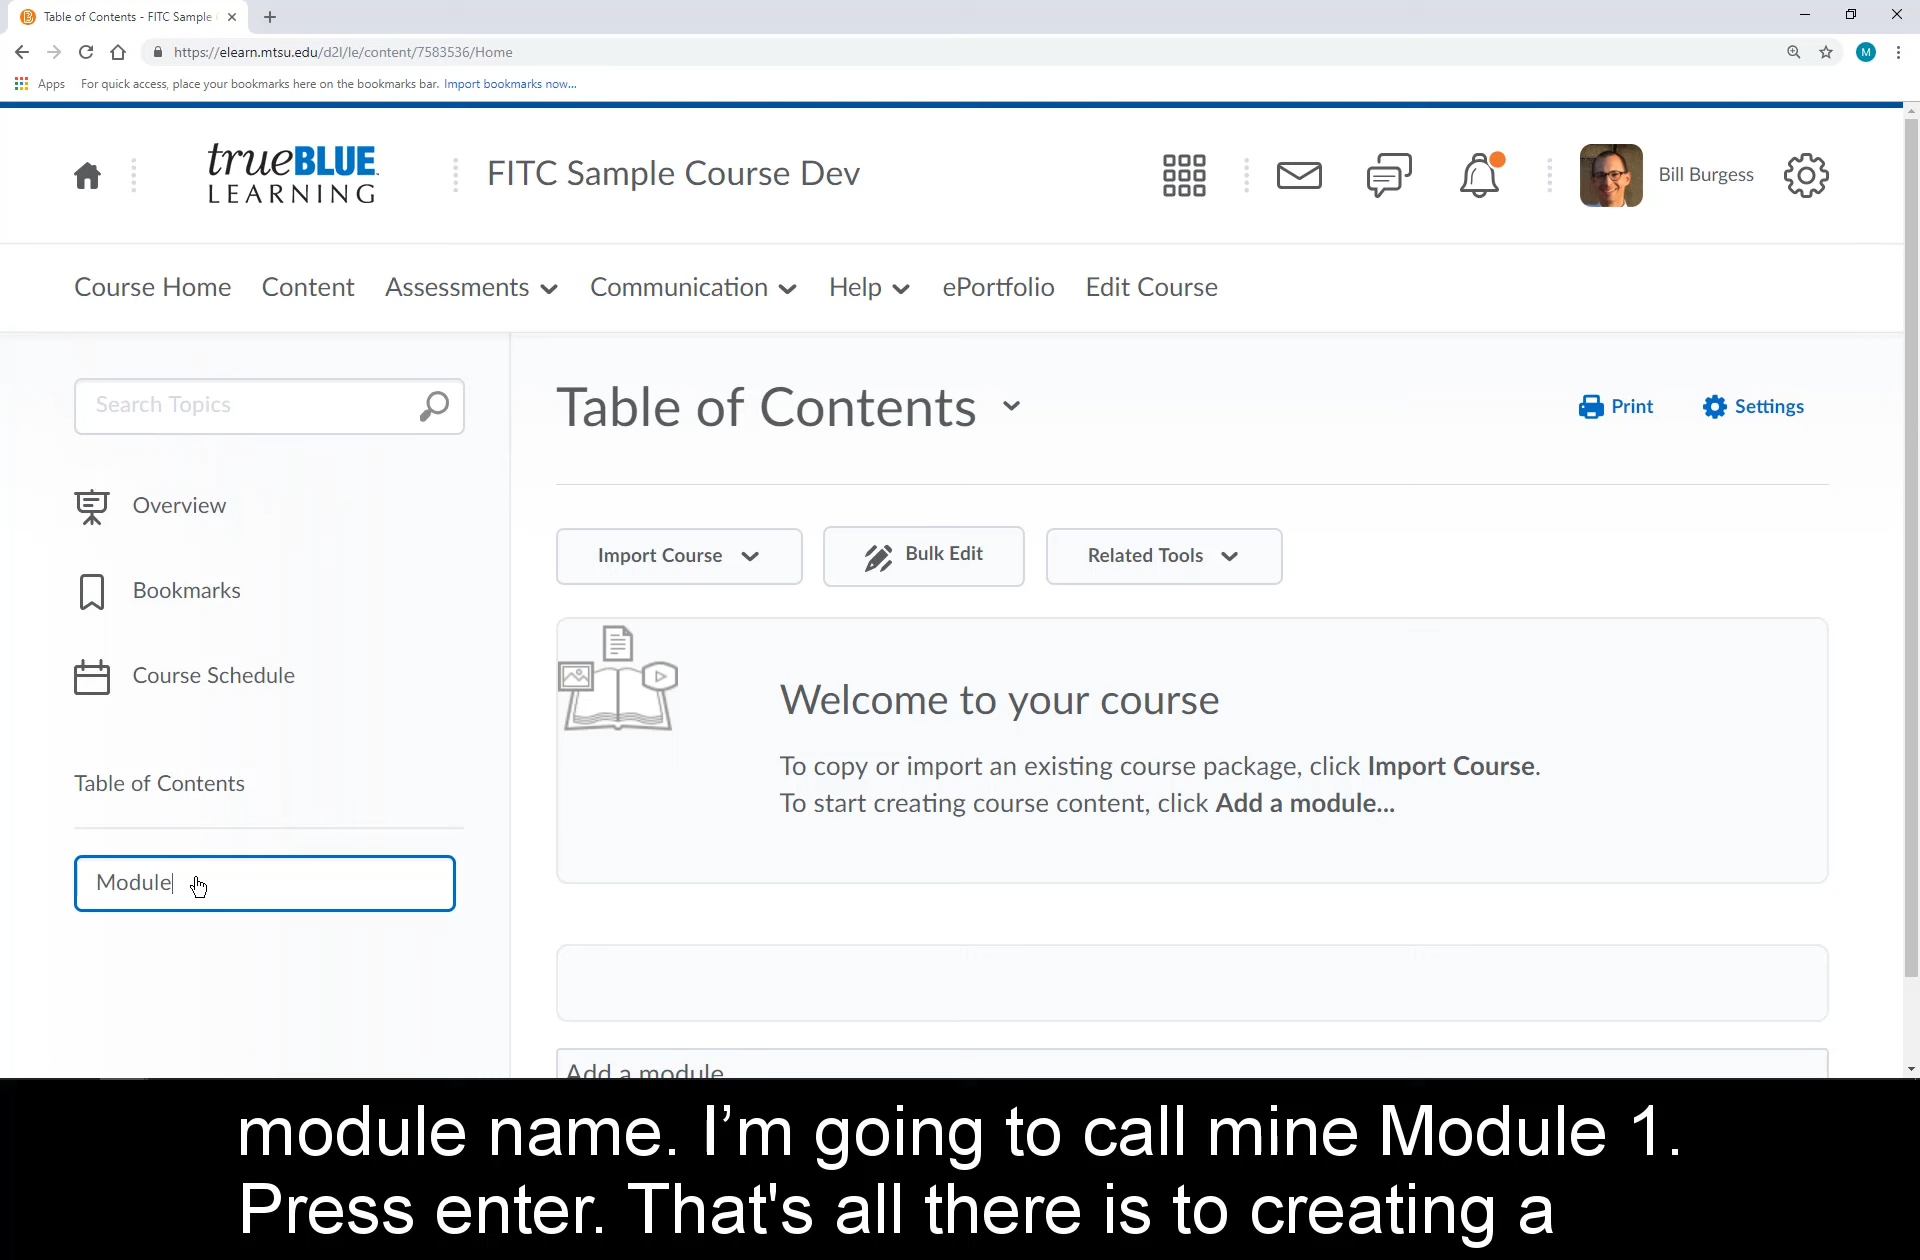 Table of Contents - FITC Sample
https://elearn.mtsu.edu/d2l/le/content/7583536/Home
M
Apps For quick access, place your bookmarks here on the bookmarks bar. Import bookmarks now...
trueBLUE.
LEARNING
FITC Sample Course Dev
Bill Burgess
Course Home Content Assessments Communication Help ePortfolio Edit Course
Search Topics
Table of Contents
Print Settings
Overview
Import Course Bulk Edit Related Tools
Bookmarks
Course Schedule
Welcome to your course
To copy or import an existing course package, click Import Course.
To start creating course content, click Add a module...
Table of Contents
Module
Add a module
module name. I’m going to call mine Module 1.
Press enter. That's all there is to creating a